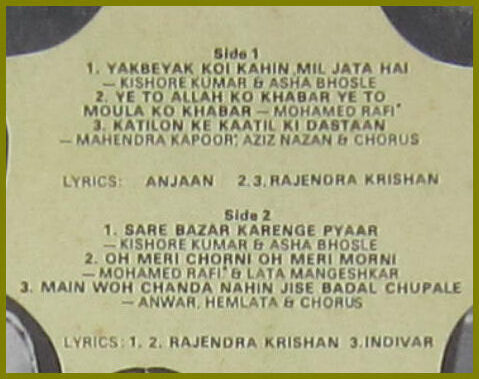 Side 1
1. YAKBEYAK KOI KAHIN MIL JATA HAI
— KISHORE KUMAR & ASHA BHOSLE
2. YE TO ALLAH KO KHABAR YE TO
MOULA KO KHABAR — MOHAMED RAFI*
3. KATILON KE KAATIL KI DASTAAN
— MAHENDRA KAPOOR*, AZIZ NAZAN & CHORUS
LYRICS: ANJAAN 2.3. RAJENDRA KRISHAN
Side 2
1. SARE BAZAR KARENGE PYAAR
— KISHORE KUMAR & ASHA BHOSLE
2. OH MERI CHORNI OH MERI MORNI
— MOHAMED RAFI* & LATA MANGESHKAR
3. MAIN WOH CHANDA NAHIN JISE BADAL CHUPALE
— ANWAR, HEMLATA & CHORUS
LYRICS: 1. 2. RAJENDRA KRISHAN 3. INDIVAR